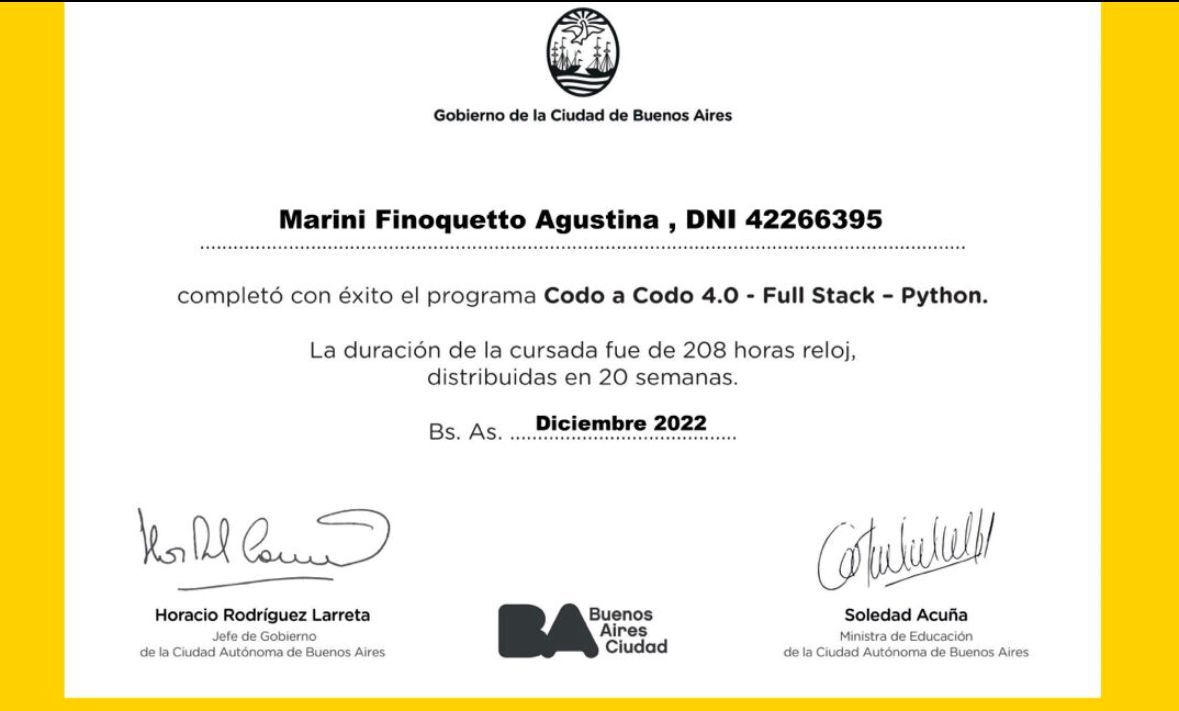 Gobierno de la Ciudad de Buenos Aires
Marini Finoquetto Agustina , DNI 42266395
completó con éxito el programa Codo a Codo 4.0 - Full Stack – Python.
La duración de la cursada fue de 208 horas reloj,
distribuidas en 20 semanas.
Bs. As. Diciembre 2022
Horacio Rodríguez Larreta
Jefe de Gobierno
de la Ciudad Autónoma de Buenos Aires
BA Buenos
Aires
Ciudad
Soledad Acuña
Ministra de Educación
de la Ciudad Autónoma de Buenos Aires